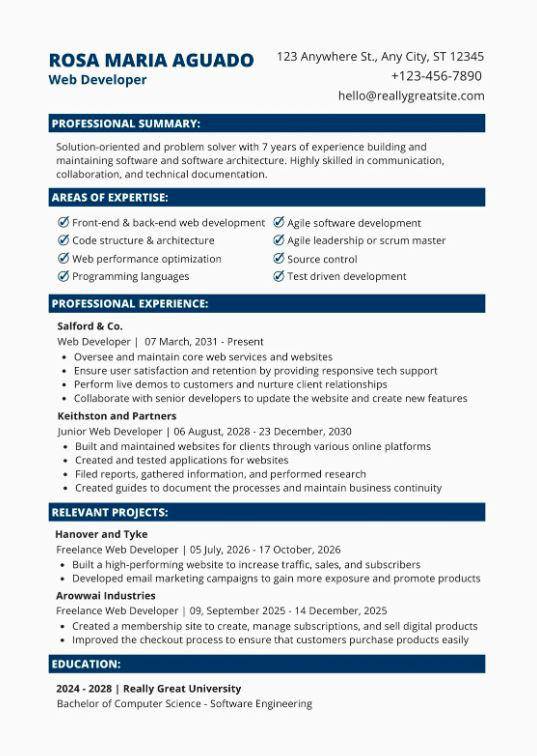 ROSA MARIA AGUADO
Web Developer
123 Anywhere St., Any City, ST 12345
+123-456-7890
hello@reallygreatsite.com
PROFESSIONAL SUMMARY:
Solution-oriented and problem solver with 7 years of experience building and
maintaining software and software architecture. Highly skilled in communication,
collaboration, and technical documentation.
AREAS OF EXPERTISE:
Front-end & back-end web development
Code structure & architecture
Web performance optimization
Programming languages
Agile software development
Agile leadership or scrum master
Source control
Test driven development
PROFESSIONAL EXPERIENCE:
Salford & Co.
Web Developer | 07 March, 2031 - Present
• Oversee and maintain core web services and websites
• Ensure user satisfaction and retention by providing responsive tech support
• Perform live demos to customers and nurture client relationships
• Collaborate with senior developers to update the website and create new features
Keithston and Partners
Junior Web Developer | 06 August, 2028 - 23 December, 2030
• Built and maintained websites for clients through various online platforms
• Created and tested applications for websites
• Filed reports, gathered information, and performed research
• Created guides to document the processes and maintain business continuity
RELEVANT PROJECTS:
Hanover and Tyke
Freelance Web Developer | 05 July, 2026 - 17 October, 2026
• Built a high-performing website to increase traffic, sales, and subscribers
• Developed email marketing campaigns to gain more exposure and promote products
Arowwai Industries
Freelance Web Developer | 09, September 2025 - 14 December, 2025
• Created a membership site to create, manage subscriptions, and sell digital products
• Improved the checkout process to ensure that customers purchase products easily
EDUCATION:
2024 - 2028 | Really Great University
Bachelor of Computer Science - Software Engineering